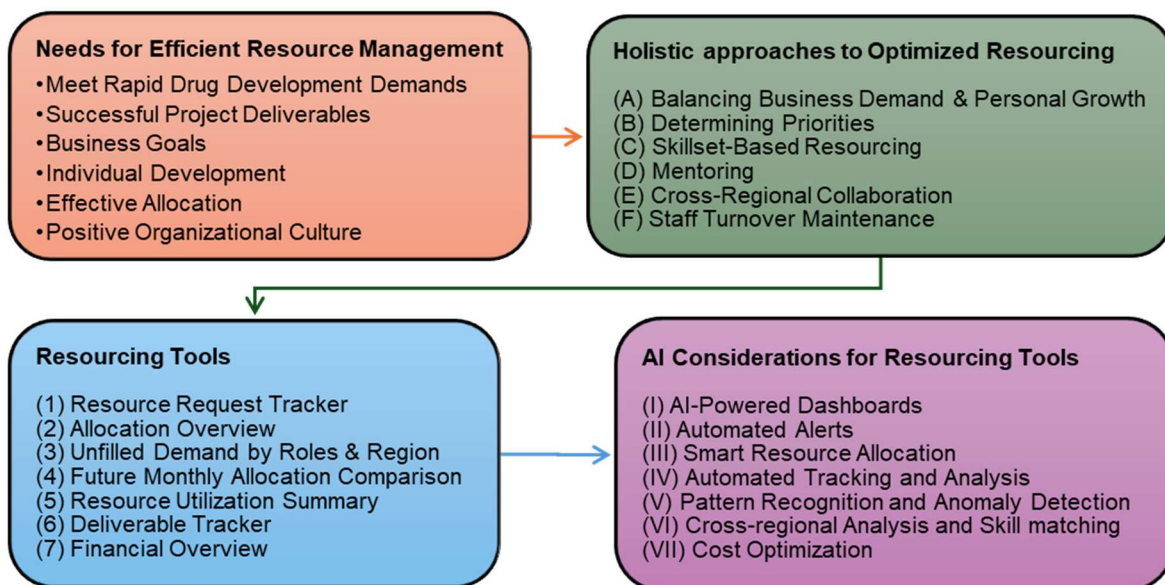 Needs for Efficient Resource Management
•Meet Rapid Drug Development Demands
•Successful Project Deliverables
•Business Goals
•Individual Development
•Effective Allocation
•Positive Organizational Culture
Holistic approaches to Optimized Resourcing
(A) Balancing Business Demand & Personal Growth
(B) Determining Priorities
(C) Skillset-Based Resourcing
(D) Mentoring
(E) Cross-Regional Collaboration
(F) Staff Turnover Maintenance
Resourcing Tools
(1) Resource Request Tracker
(2) Allocation Overview
(3) Unfilled Demand by Roles & Region
(4) Future Monthly Allocation Comparison
(5) Resource Utilization Summary
(6) Deliverable Tracker
(7) Financial Overview
AI Considerations for Resourcing Tools
(I) AI-Powered Dashboards
(II) Automated Alerts
(III) Smart Resource Allocation
(IV) Automated Tracking and Analysis
(V) Pattern Recognition and Anomaly Detection
(VI) Cross-regional Analysis and Skill matching
(VII) Cost Optimization